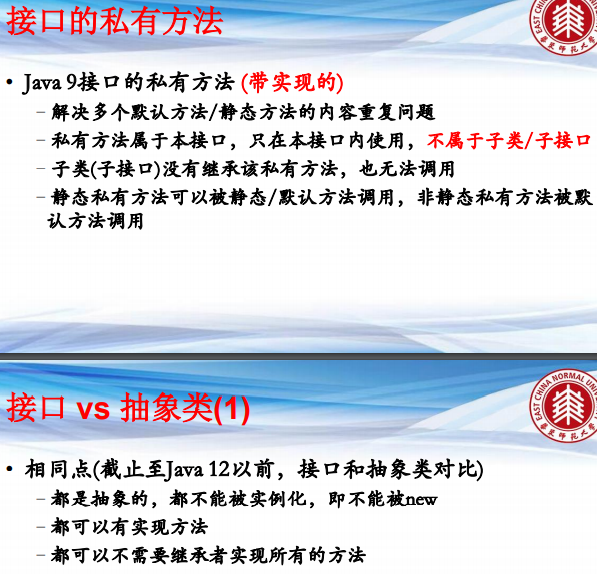 接口的私有方法
• Java 9接口的私有方法 (带实现的)
– 解决多个默认方法/静态方法的内容重复问题
– 私有方法属于本接口，只在本接口内使用，不属于子类/子接口
– 子类(子接口)没有继承该私有方法，也无法调用
– 静态私有方法可以被静态/默认方法调用，非静态私有方法被默
认方法调用
接口 vs 抽象类(1)
• 相同点(截止至Java 12以前，接口和抽象类对比)
– 都是抽象的，都不能被实例化，即不能被new
– 都可以有实现方法
– 都可以不需要继承者实现所有的方法